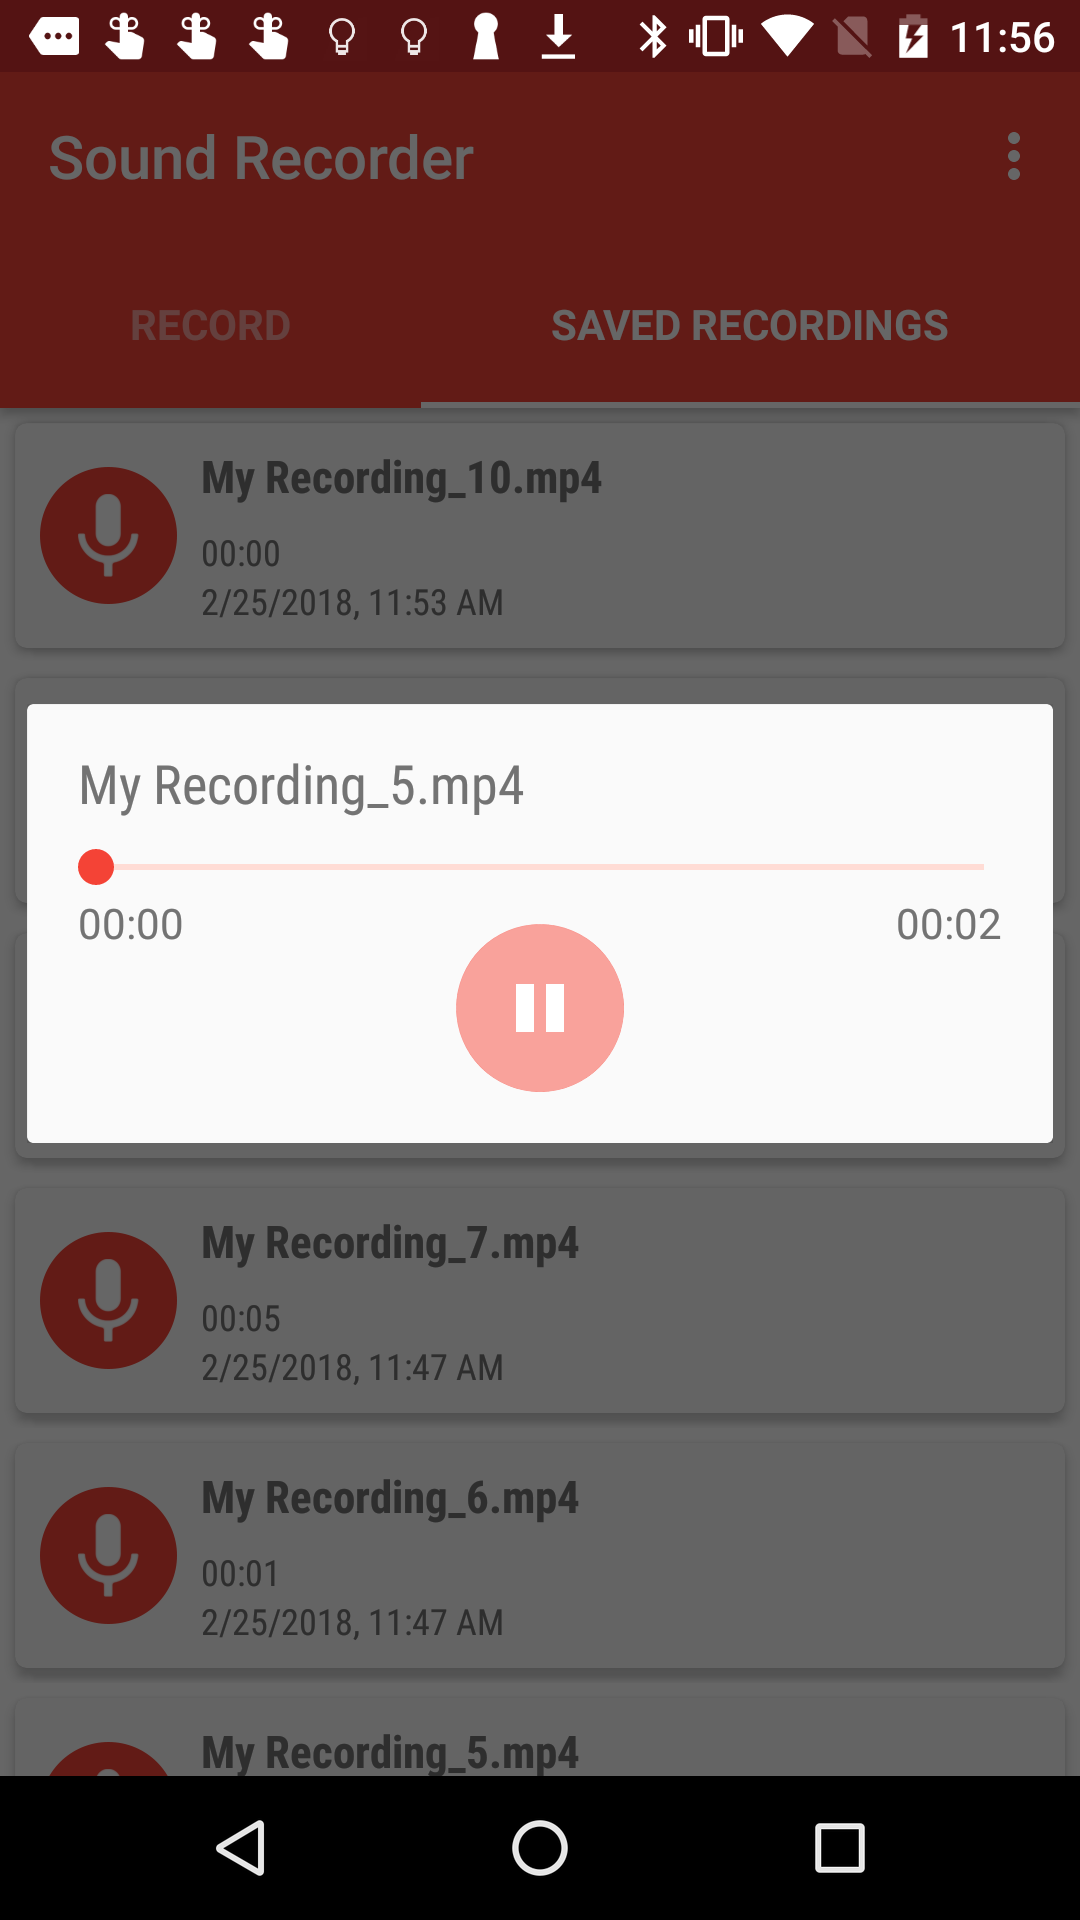 11:56
Sound Recorder
RECORD
SAVED RECORDINGS
My Recording_10.mp4
00:00
2/25/2018, 11:53 AM
My Recording_5.mp4
00:00
00:02
My Recording_7.mp4
00:05
2/25/2018, 11:47 AM
My Recording_6.mp4
00:01
2/25/2018, 11:47 AM
My Recording_5.mp4